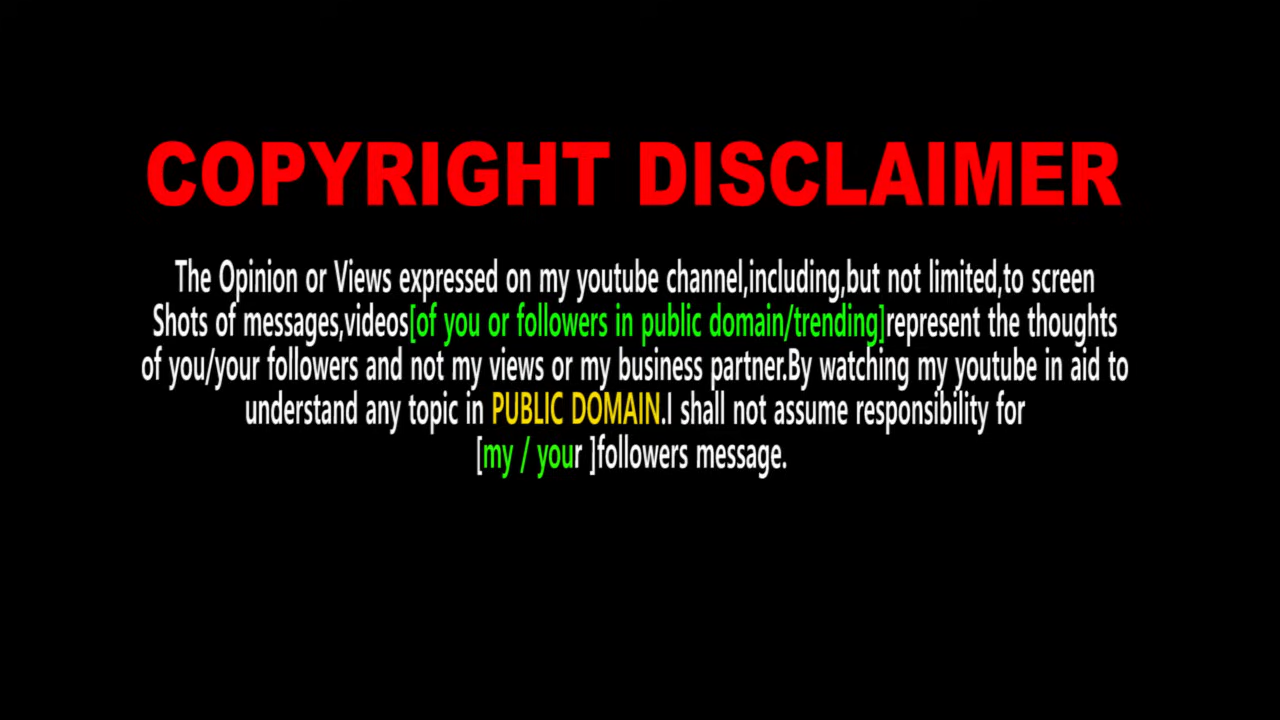 COPYRIGHT DISCLAIMER
The Opinion or Views expressed on my youtube channel,including,but not limited,to screen
Shots of messages,videos[of you or followers in public domain/trending]represent the thoughts
of you/your followers and not my views or my business partner.By watching my youtube in aid to
understand any topic in PUBLIC DOMAIN.I shall not assume responsibility for
[my / your ]followers message.